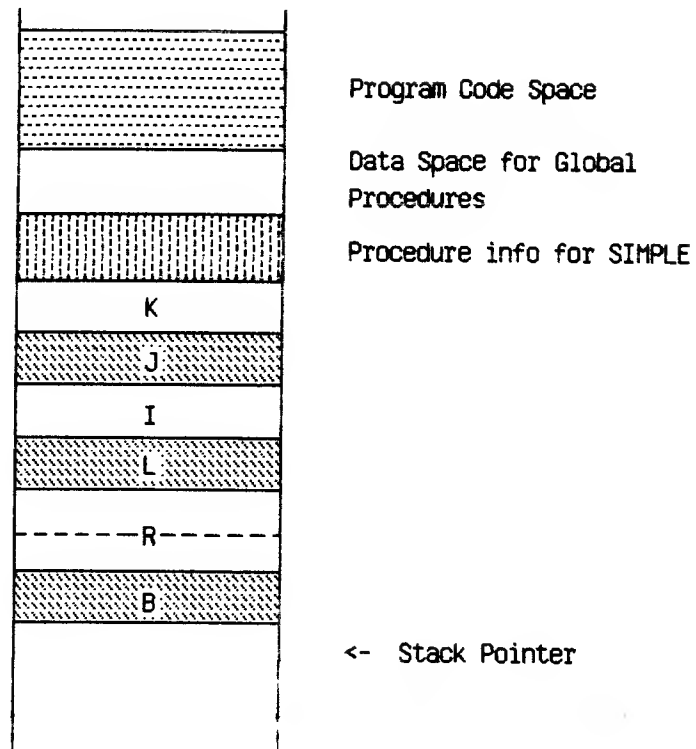 Program Code Space
Data Space for Global
Procedures
Procedure info for SIMPLE
K
J
I
L
R
B
<- Stack Pointer